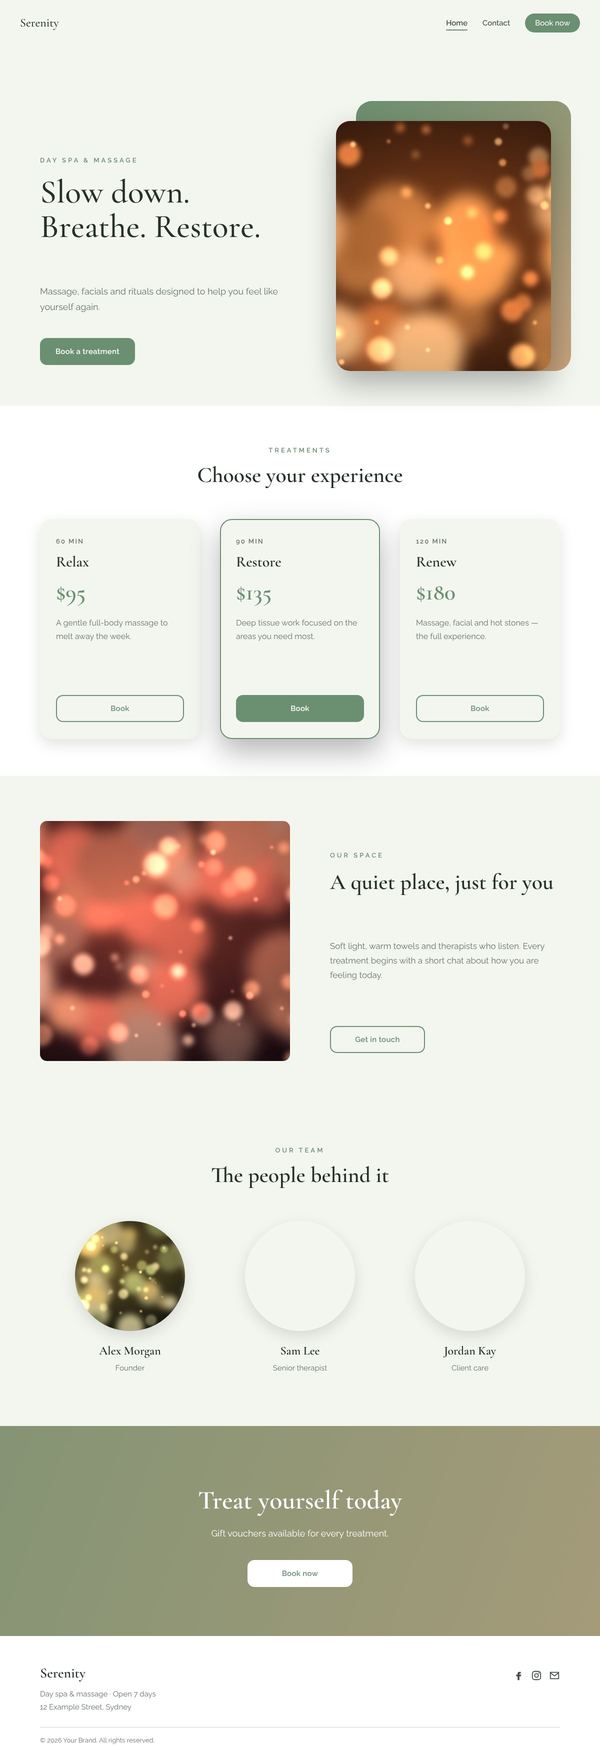 Serenity
Home
Contact
Book now
DAY SPA & MASSAGE
Slow down.
Breathe. Restore.
Massage, facials and rituals designed to help you feel like
yourself again.
Book a treatment
TREATMENTS
Choose your experience
60 MIN
Relax
$95
A gentle full-body massage to
melt away the week.
Book
90 MIN
Restore
$135
Deep tissue work focused on the
areas you need most.
Book
120 MIN
Renew
$180
Massage, facial and hot stones —
the full experience.
Book
OUR SPACE
A quiet place, just for you
Soft light, warm towels and therapists who listen. Every
treatment begins with a short chat about how you are
feeling today.
Get in touch
OUR TEAM
The people behind it
Alex Morgan
Founder
Sam Lee
Senior therapist
Jordan Kay
Client care
Treat yourself today
Gift vouchers available for every treatment.
Book now
Serenity
Day spa & massage · Open 7 days
12 Example Street, Sydney
© 2026 Your Brand. All rights reserved.